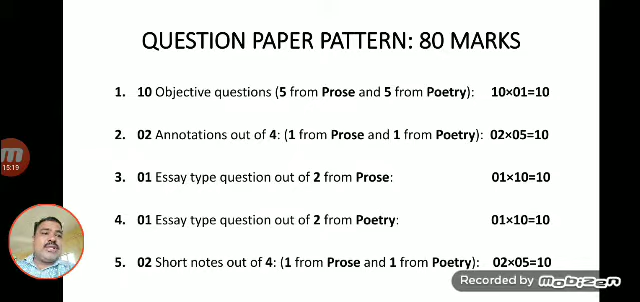 QUESTION PAPER PATTERN: 80 MARKS
1. 10 Objective questions (5 from Prose and 5 from Poetry): 10×01=10
2. 02 Annotations out of 4: (1 from Prose and 1 from Poetry): 02×05=10
3. 01 Essay type question out of 2 from Prose: 01×10=10
4. 01 Essay type question out of 2 from Poetry: 01×10=10
5. 02 Short notes out of 4: (1 from Prose and 1 from Poetry): 02×05=10
15:19
Recorded by
mobizen